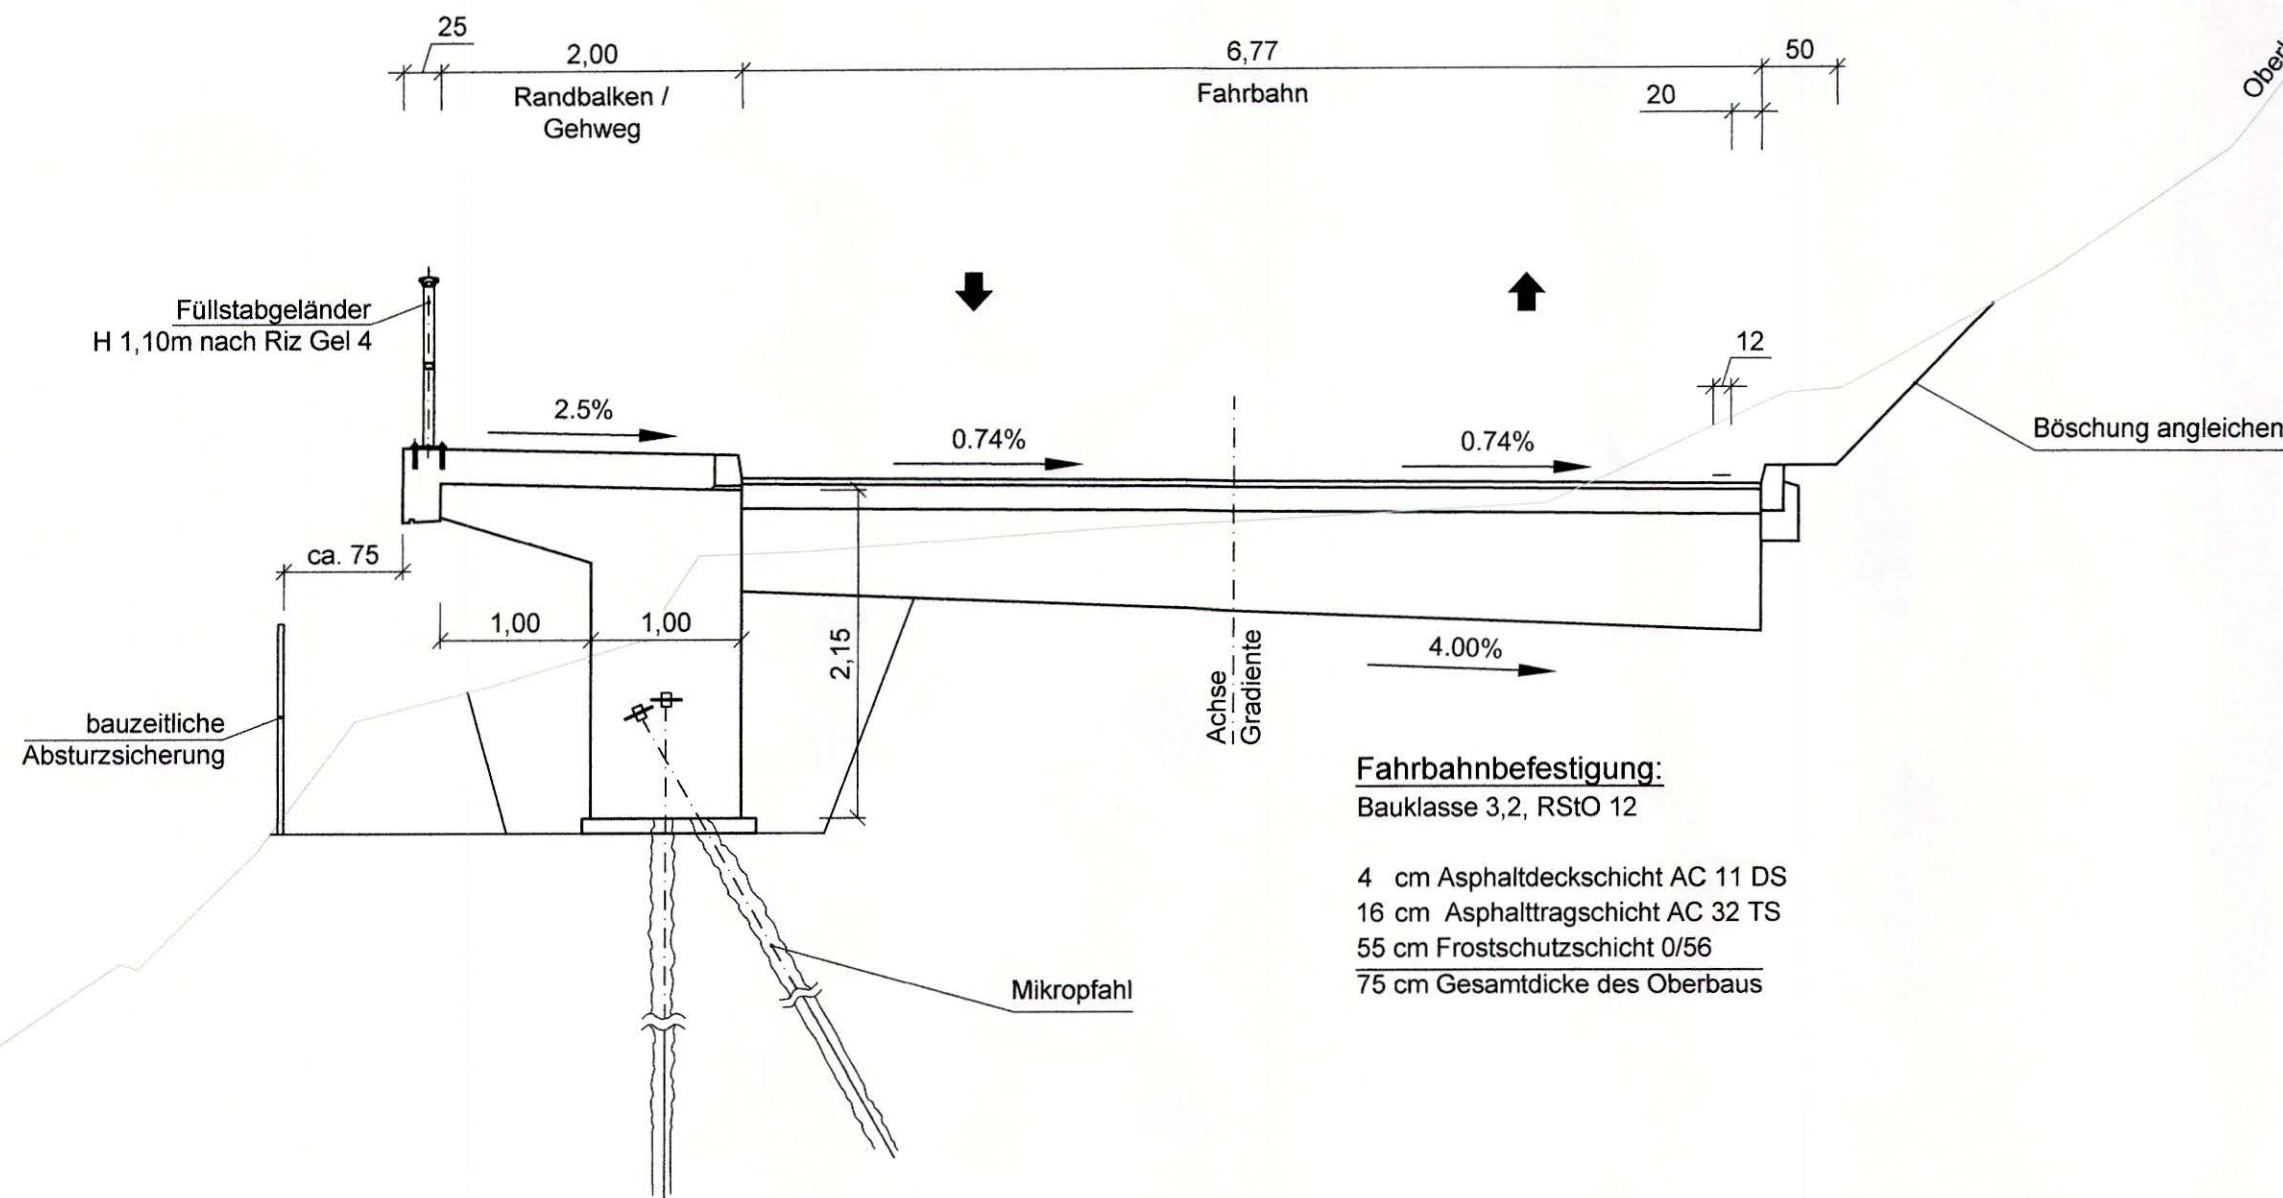 25
2,00
6,77
50
Randbalken /
Gehweg
Fahrbahn
20
Füllstabgeländer
H 1,10m nach Riz Gel 4
12
2.5%
0.74%
0.74%
Böschung angleichen
ca. 75
1,00
1,00
2,15
4.00%
Achse
Gradiente
bauzeitliche
Absturzsicherung
Fahrbahnbefestigung:
Bauklasse 3,2, RStO 12
4 cm Asphaltdeckschicht AC 11 DS
16 cm Asphalttragschicht AC 32 TS
55 cm Frostschutzschicht 0/56
75 cm Gesamtdicke des Oberbaus
Mikropfahl